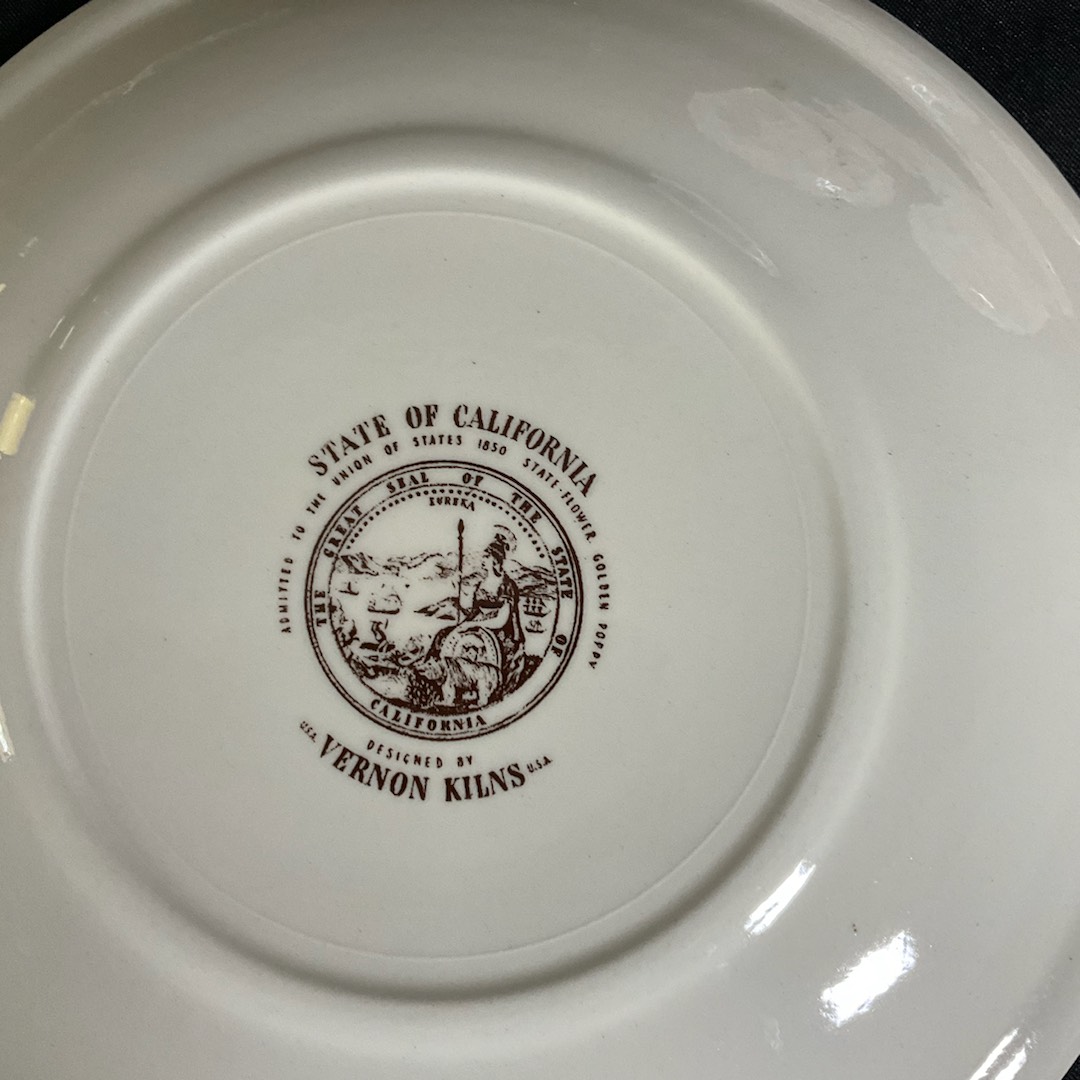 STATE OF CALIFORNIA
ADMITTED TO THE UNION OF STATES 1850 STATE-FLOWER GOLDEN POPPY
THE GREAT SEAL OF THE STATE OF CALIFORNIA
EUREKA
DESIGNED BY
U.S.A. VERNON KILNS U.S.A.